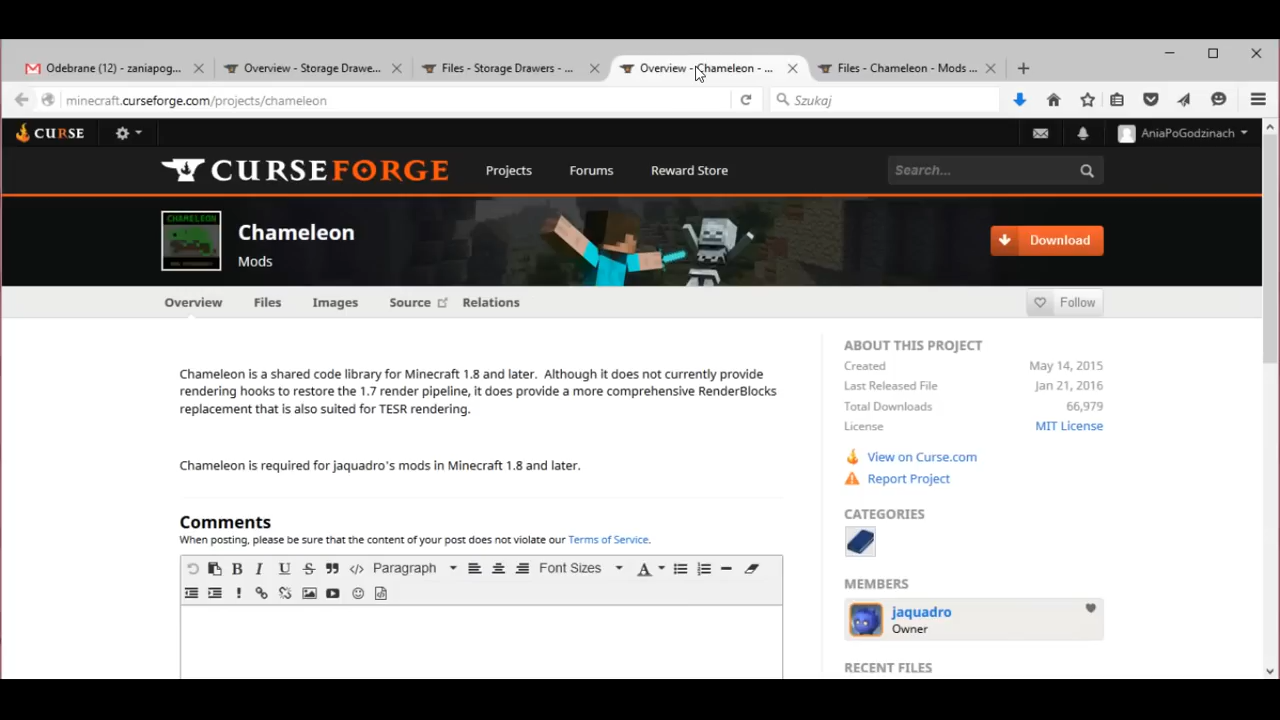 Odebrane (12) - zaniapog...
Overview - Storage Drawe...
Files - Storage Drawers - ...
Overview - Chameleon - ...
Files - Chameleon - Mods ...
minecraft.curseforge.com/projects/chameleon
Szukaj
CURSE
AniaPoGodzinach
CURSEFORGE
Projects
Forums
Reward Store
Search...
CHAMELEON
Chameleon
Mods
Download
Overview
Files
Images
Source
Relations
Follow
Chameleon is a shared code library for Minecraft 1.8 and later.  Although it does not currently provide
rendering hooks to restore the 1.7 render pipeline, it does provide a more comprehensive RenderBlocks
replacement that is also suited for TESR rendering.
Chameleon is required for jaquadro's mods in Minecraft 1.8 and later.
Comments
When posting, please be sure that the content of your post does not violate our Terms of Service.
Paragraph
Font Sizes
ABOUT THIS PROJECT
Created May 14, 2015
Last Released File Jan 21, 2016
Total Downloads 66,979
License MIT License
View on Curse.com
Report Project
CATEGORIES
MEMBERS
jaquadro
Owner
RECENT FILES